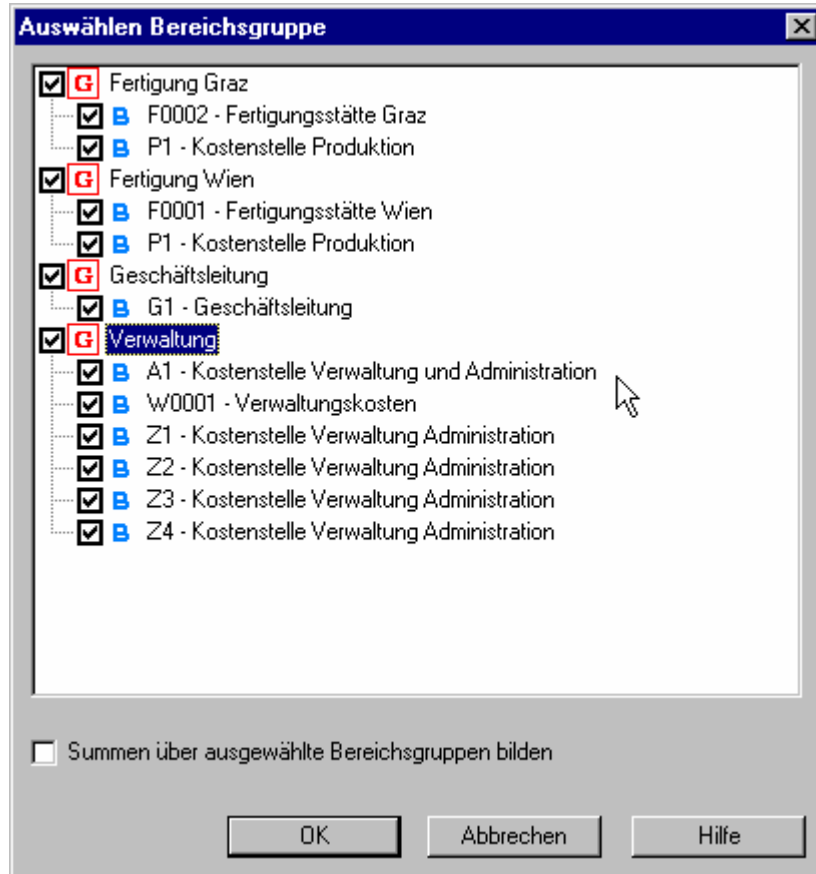 Auswählen Bereichsgruppe
G Fertigung Graz
B F0002 - Fertigungsstätte Graz
B P1 - Kostenstelle Produktion
G Fertigung Wien
B F0001 - Fertigungsstätte Wien
B P1 - Kostenstelle Produktion
G Geschäftsleitung
B G1 - Geschäftsleitung
G Verwaltung
B A1 - Kostenstelle Verwaltung und Administration
B W0001 - Verwaltungskosten
B Z1 - Kostenstelle Verwaltung Administration
B Z2 - Kostenstelle Verwaltung Administration
B Z3 - Kostenstelle Verwaltung Administration
B Z4 - Kostenstelle Verwaltung Administration
Summen über ausgewählte Bereichsgruppen bilden
OK Abbrechen Hilfe